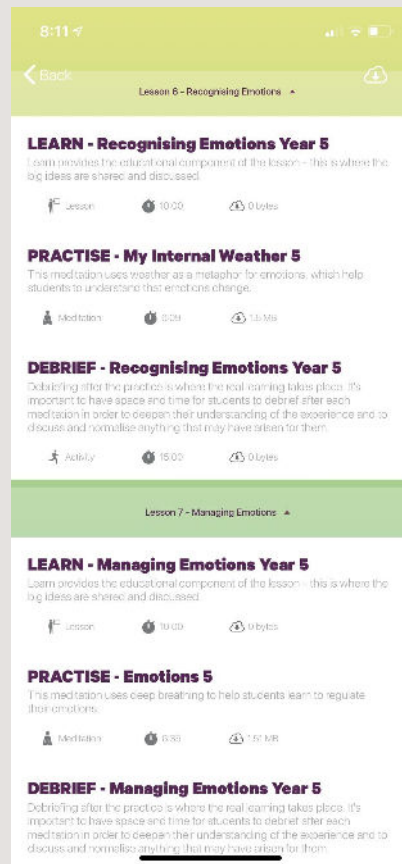 8:11
Back
Lesson 6 - Recognising Emotions
LEARN - Recognising Emotions Year 5
Learn provides the educational component of the lesson - this is where the
big ideas are shared and discussed.
Lesson 10:00 0 bytes
PRACTISE - My Internal Weather 5
This meditation uses weather as a metaphor for emotions, which help
students to understand that emotions change.
Meditation
DEBRIEF - Recognising Emotions Year 5
Debriefing after the practice is where the real learning takes place. It's
important to have space and time for students to debrief after each
meditation in order to deepen their understanding of the experience and to
discuss and normalise anything that may have arisen for them.
Activity 15:00 0 bytes
Lesson 7 - Managing Emotions
LEARN - Managing Emotions Year 5
Learn provides the educational component of the lesson - this is where the
big ideas are shared and discussed.
Lesson 10:00 0 bytes
PRACTISE - Emotions 5
This meditation uses deep breathing to help students learn to regulate
their emotions.
Meditation
DEBRIEF - Managing Emotions Year 5
Debriefing after the practice is where the real learning takes place. It's
important to have space and time for students to debrief after each
meditation in order to deepen their understanding of the experience and to
discuss and normalise anything that may have arisen for them.